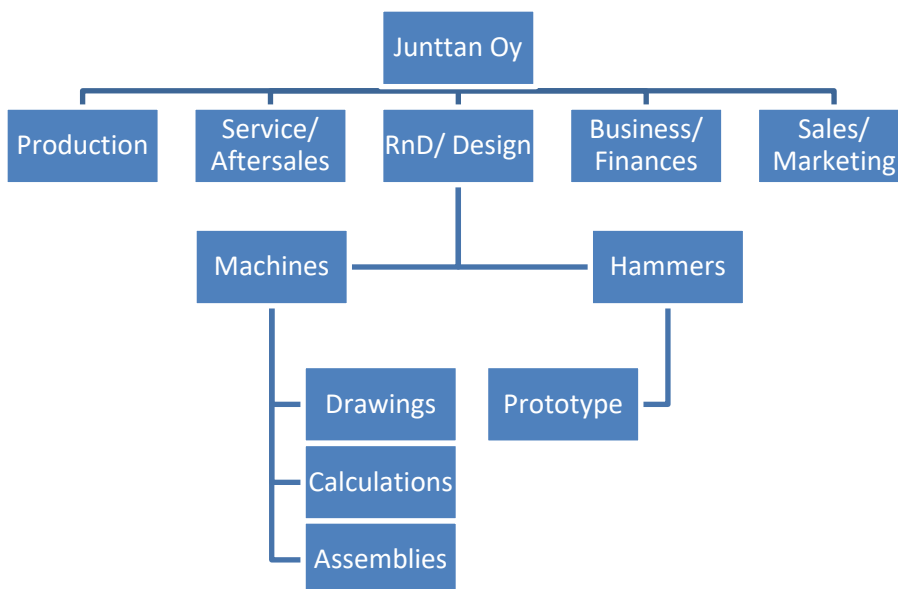 Junttan Oy
Production
Service/
Aftersales
RnD/ Design
Business/
Finances
Sales/
Marketing
Machines
Hammers
Drawings
Prototype
Calculations
Assemblies